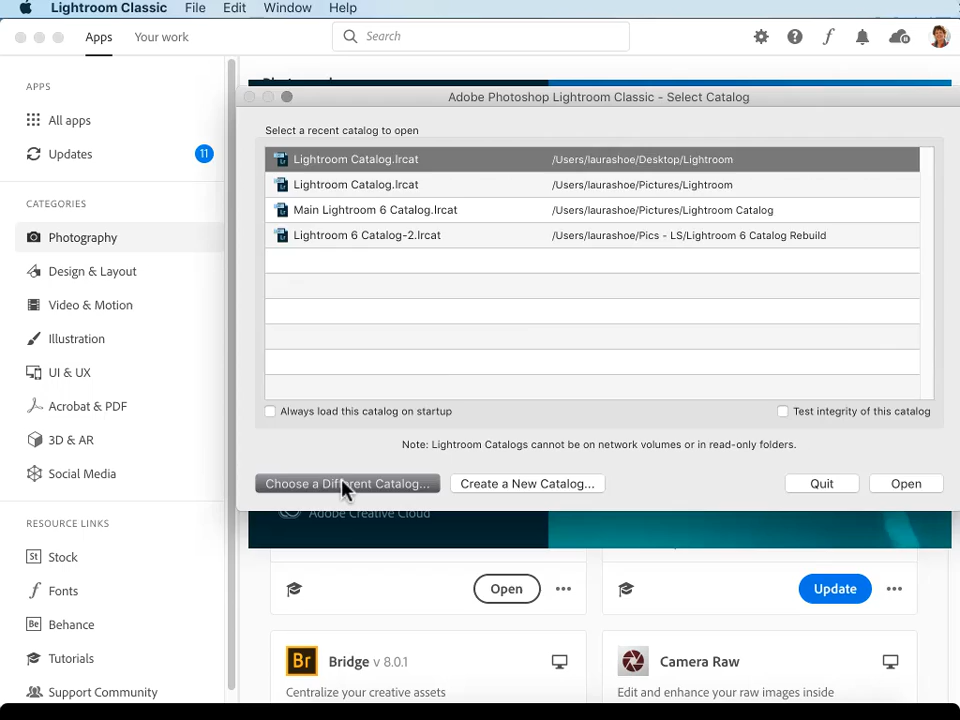 Lightroom Classic File Edit Window Help
Apps Your work Search
APPS
All apps
Updates 11
CATEGORIES
Photography
Design & Layout
Video & Motion
Illustration
UI & UX
Acrobat & PDF
3D & AR
Social Media
RESOURCE LINKS
St Stock
Fonts
Be Behance
Tutorials
Support Community
Adobe Photoshop Lightroom Classic - Select Catalog
Select a recent catalog to open
Lightroom Catalog.lrcat /Users/laurashoe/Desktop/Lightroom
Lightroom Catalog.lrcat /Users/laurashoe/Pictures/Lightroom
Main Lightroom 6 Catalog.lrcat /Users/laurashoe/Pictures/Lightroom Catalog
Lightroom 6 Catalog-2.lrcat /Users/laurashoe/Pics - LS/Lightroom 6 Catalog Rebuild
Always load this catalog on startup Test integrity of this catalog
Note: Lightroom Catalogs cannot be on network volumes or in read-only folders.
Choose a Different Catalog... Create a New Catalog... Quit Open
Adobe Creative Cloud
Open Update
Br Bridge v 8.0.1
Centralize your creative assets
Camera Raw
Edit and enhance your raw images inside